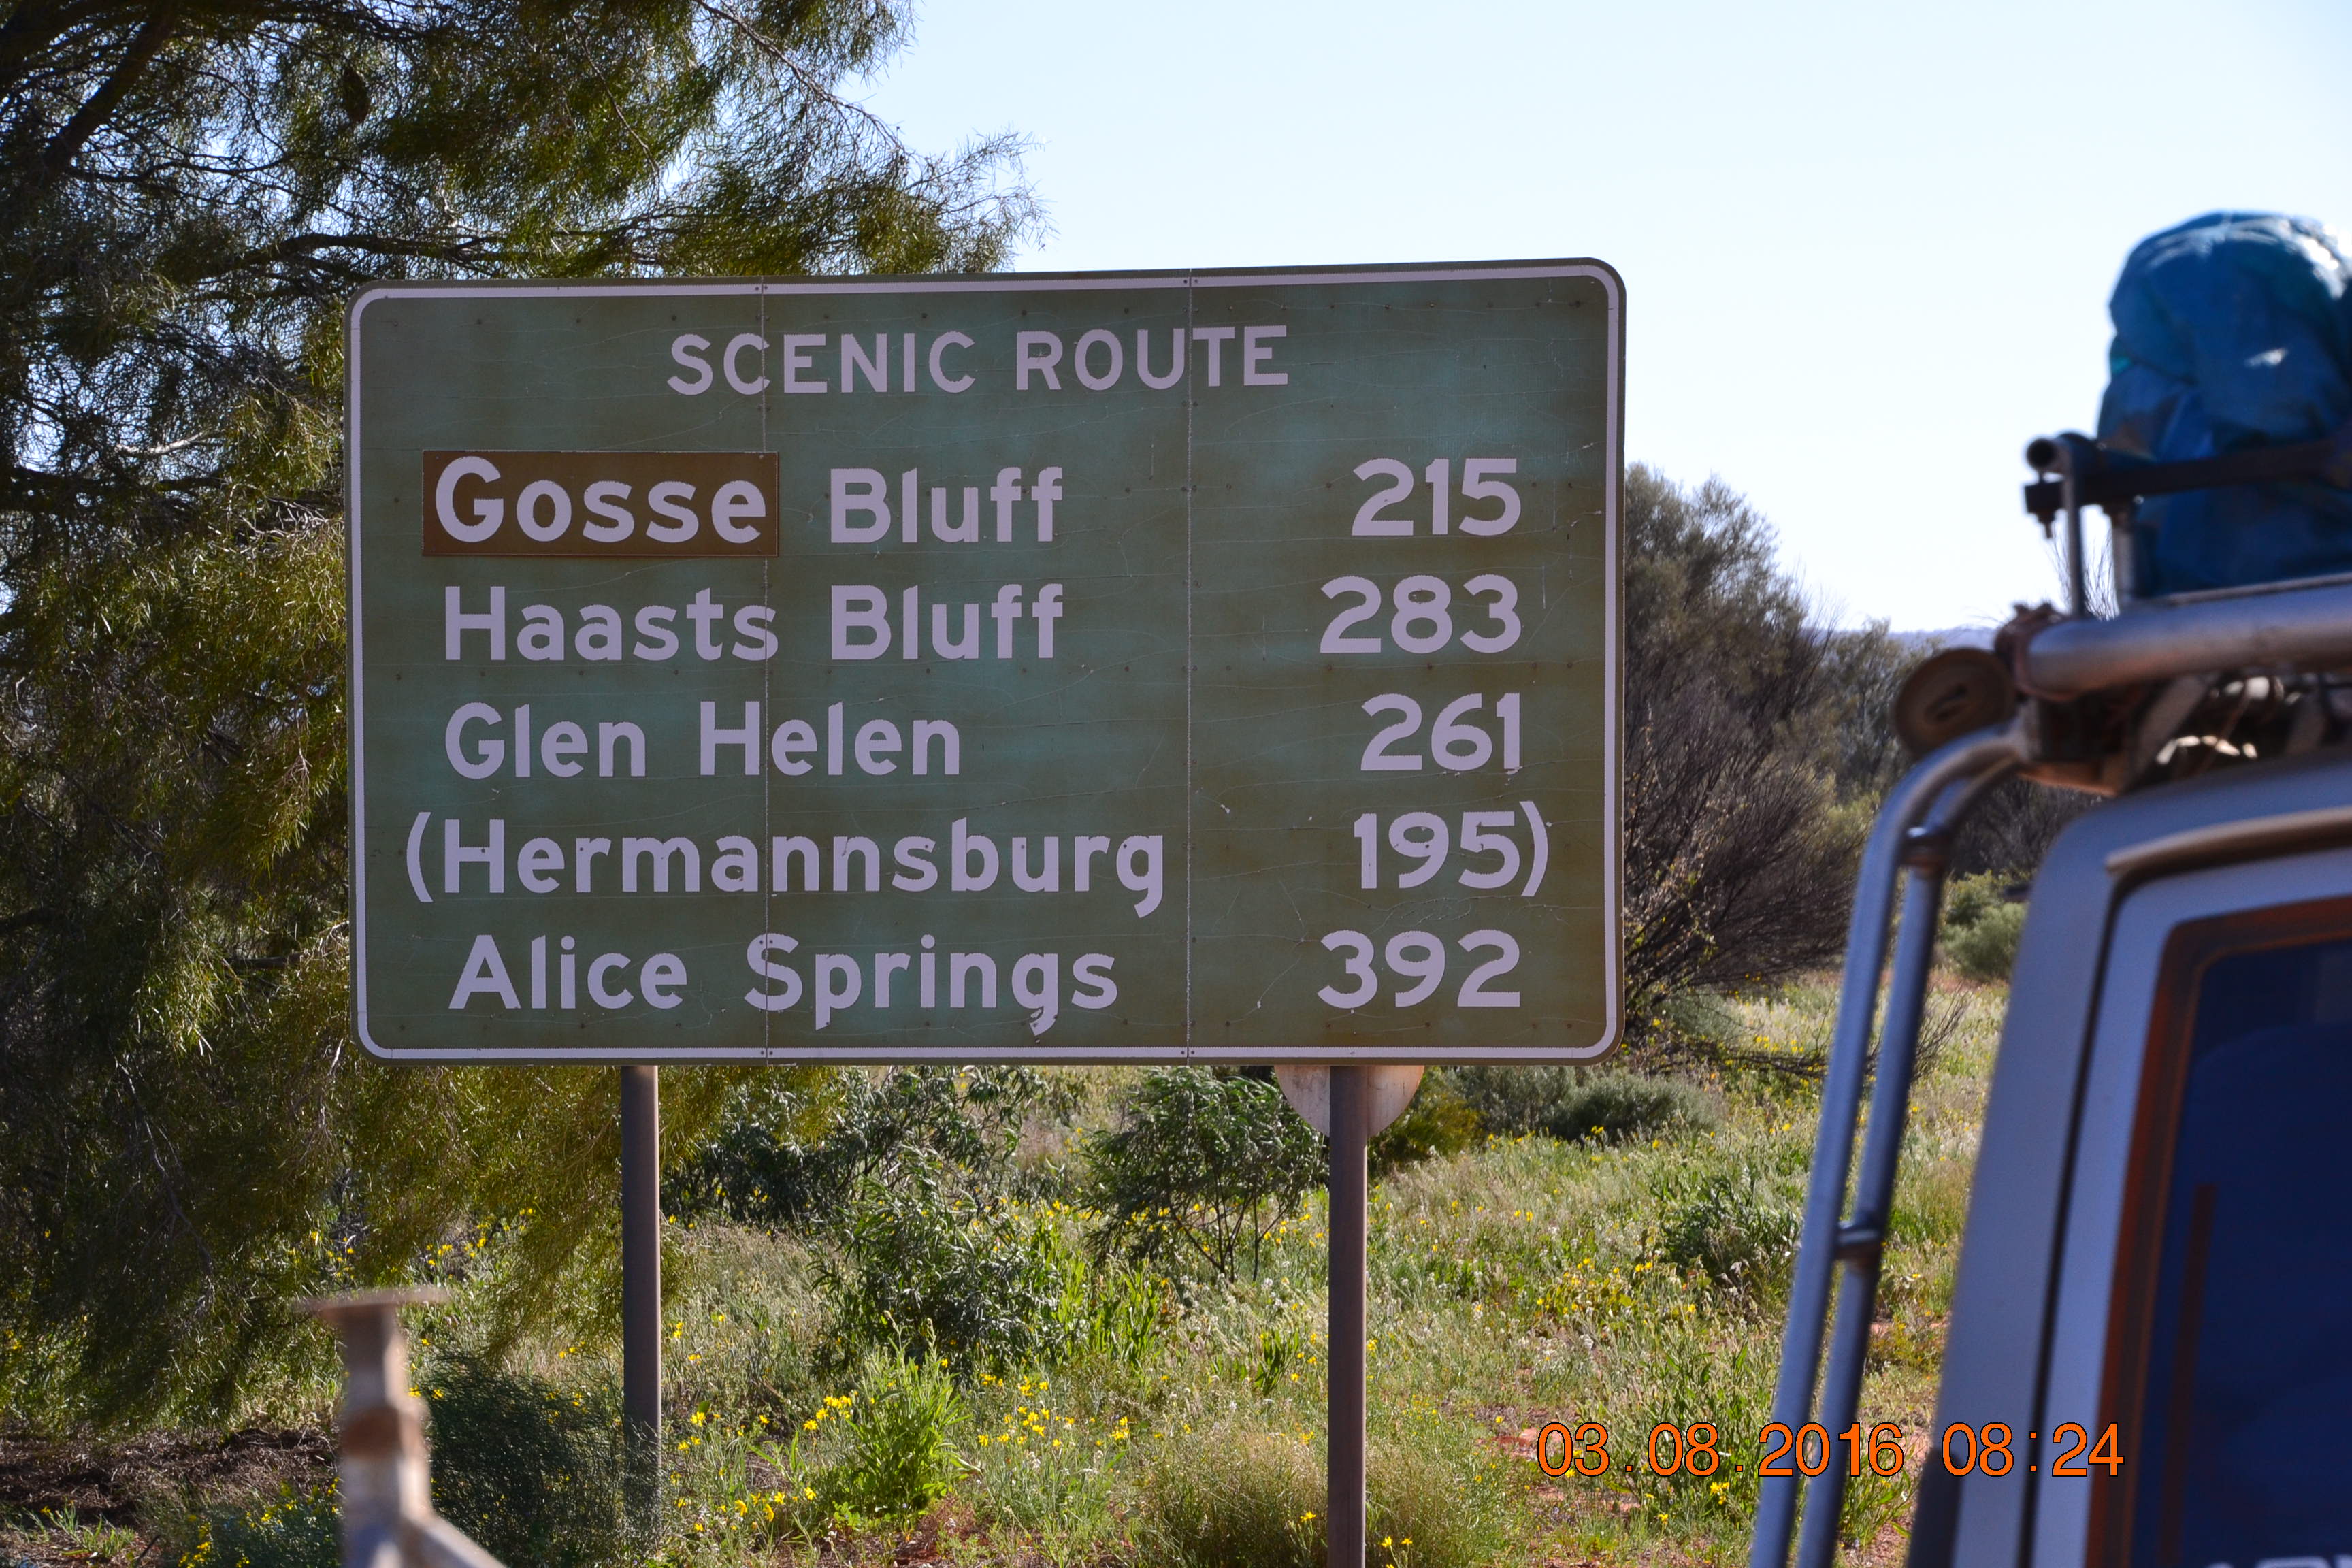 SCENIC ROUTE
Gosse Bluff 215
Haasts Bluff 283
Glen Helen 261
(Hermannsburg 195)
Alice Springs 392
03.08.2016 08:24